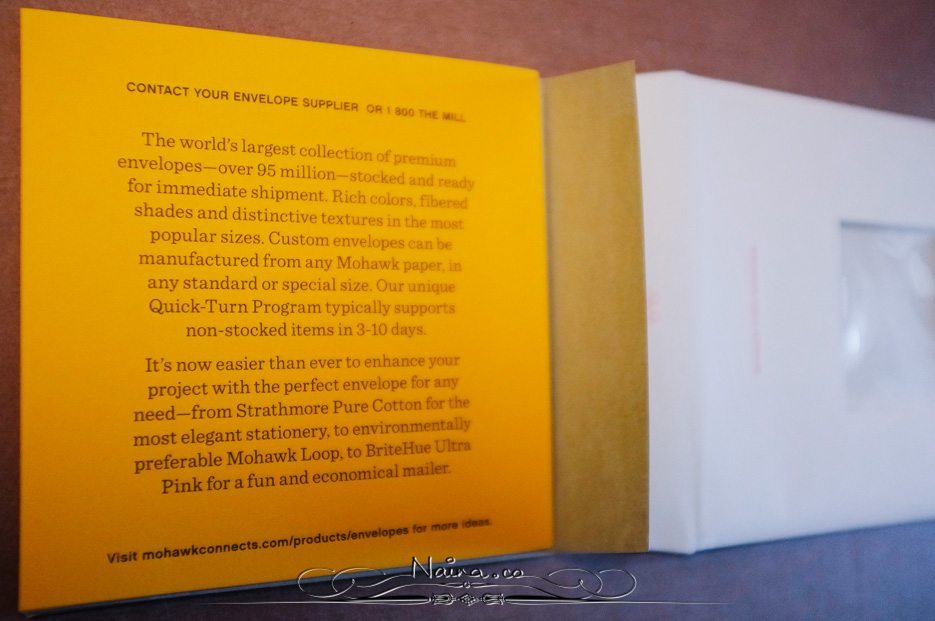 CONTACT YOUR ENVELOPE SUPPLIER OR 1 800 THE MILL
The world's largest collection of premium
envelopes—over 95 million—stocked and ready
for immediate shipment. Rich colors, fibered
shades and distinctive textures in the most
popular sizes. Custom envelopes can be
manufactured from any Mohawk paper, in
any standard or special size. Our unique
Quick-Turn Program typically supports
non-stocked items in 3-10 days.
It's now easier than ever to enhance your
project with the perfect envelope for any
need—from Strathmore Pure Cotton for the
most elegant stationery, to environmentally
preferable Mohawk Loop, to BriteHue Ultra
Pink for a fun and economical mailer.
Visit mohawkconnects.com/products/envelopes for more ideas.
Naina.co